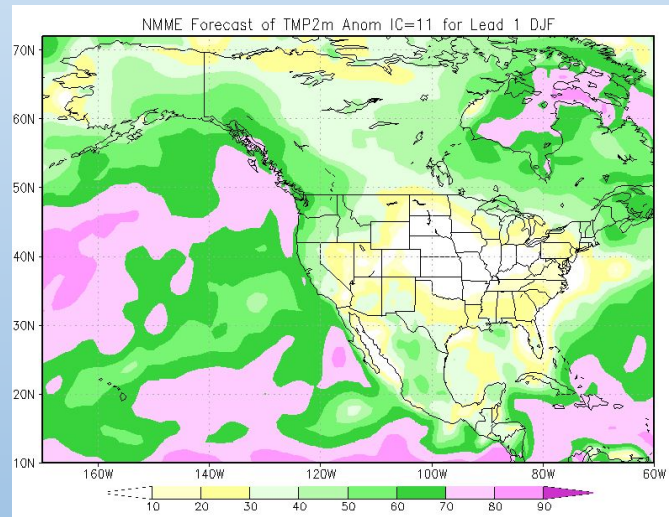 NMME Forecast of TMP2m Anom IC=11 for Lead 1 DJF
70N
60N
50N
40N
30N
20N
10N
160W 140W 120W 100W 80W 60W
10 20 30 40 50 60 70 80 90